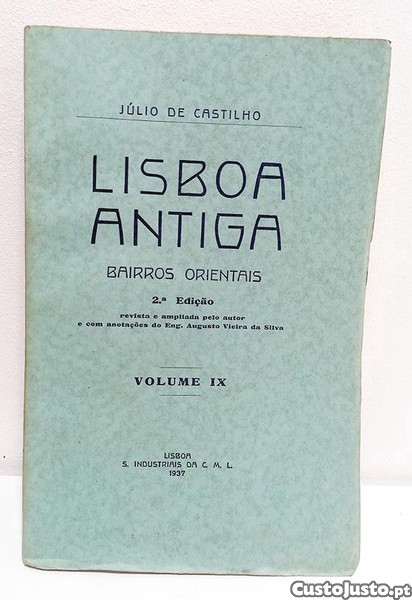 JÚLIO DE CASTILHO
LISBOA
ANTIGA
BAIRROS ORIENTAIS
2.ª Edição
revista e ampliada pelo autor
e com anotações do Eng. Augusto Vieira da Silva
VOLUME IX
LISBOA
S. INDUSTRIAIS DA C. M. L.
1937
CustoJusto.pt